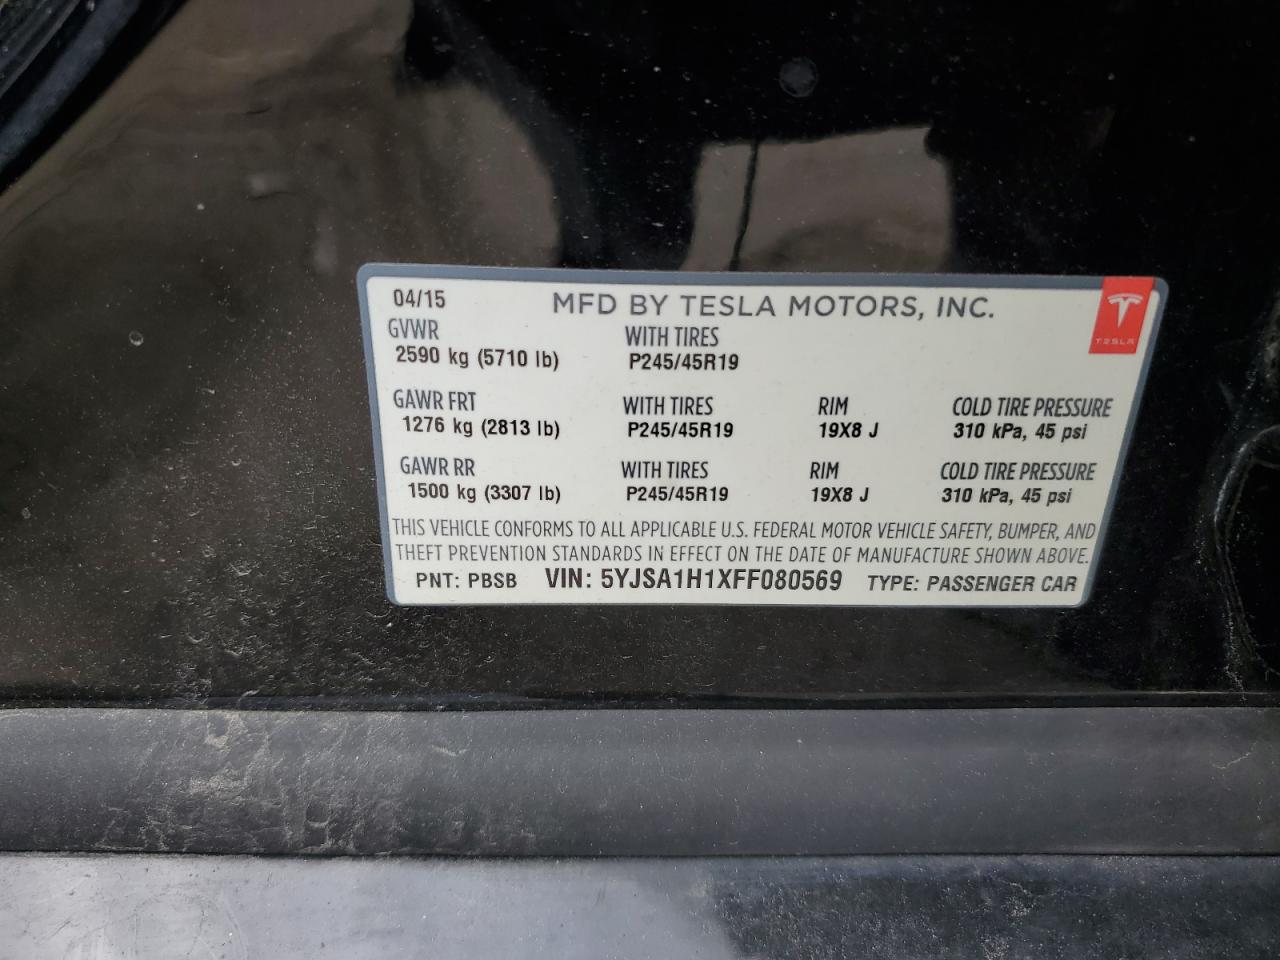 04/15 MFD BY TESLA MOTORS, INC.
TESLA
GVWR WITH TIRES
2590 kg (5710 lb) P245/45R19
GAWR FRT WITH TIRES RIM COLD TIRE PRESSURE
1276 kg (2813 lb) P245/45R19 19X8 J 310 kPa, 45 psi
GAWR RR WITH TIRES RIM COLD TIRE PRESSURE
1500 kg (3307 lb) P245/45R19 19X8 J 310 kPa, 45 psi
THIS VEHICLE CONFORMS TO ALL APPLICABLE U.S. FEDERAL MOTOR VEHICLE SAFETY, BUMPER, AND
THEFT PREVENTION STANDARDS IN EFFECT ON THE DATE OF MANUFACTURE SHOWN ABOVE.
PNT: PBSB VIN: 5YJSA1H1XFF080569 TYPE: PASSENGER CAR